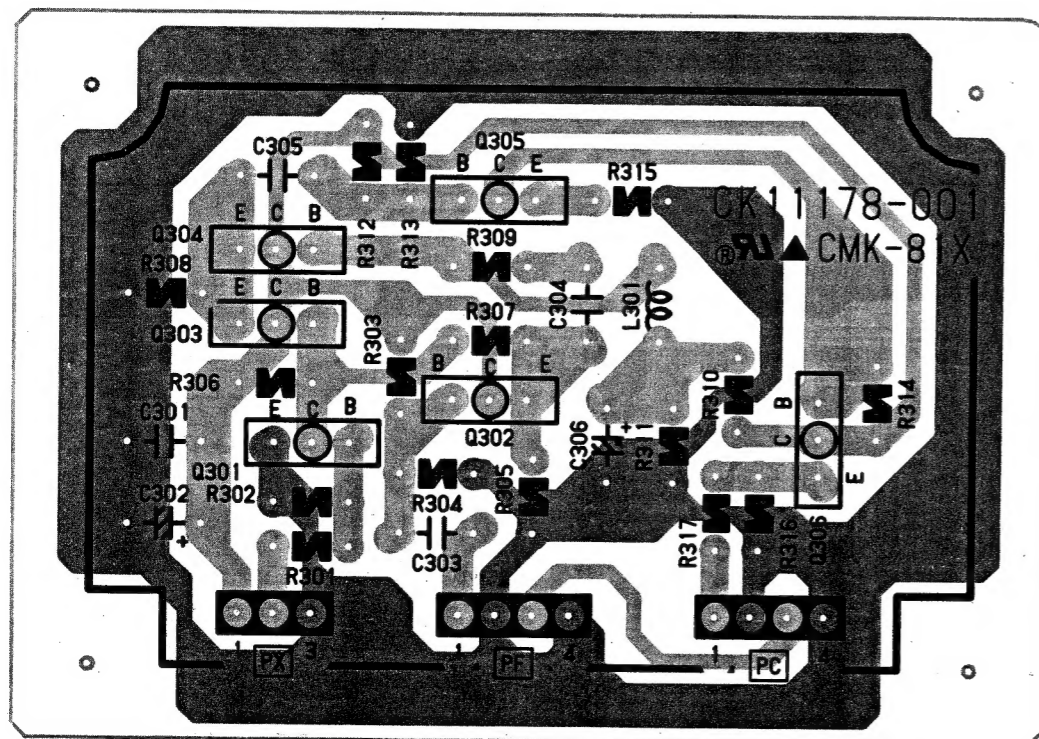 C305
Q305
B C E
R315
CK11178-001
® ▲ CMK-81X
E C B
Q304
R312
R313
R309
R308
E C B
Q303
C304
L301
R307
R303
R306
B C E
R310
B
C
E
R314
C301
E C B
Q302
C306
+
R311
Q301
R302
C302
+
R304
R305
C303
R301
R317
R316
Q306
1 PX 3
1 PF 4
1 PC 4